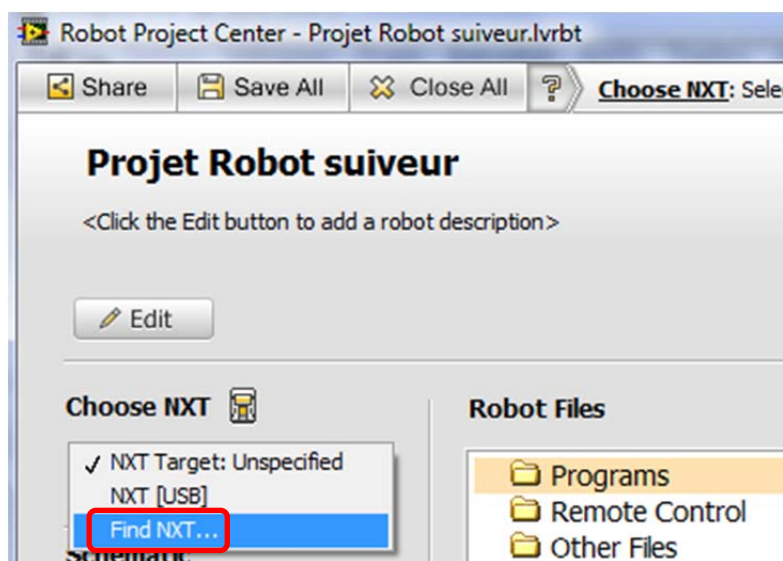 Robot Project Center - Projet Robot suiveur.lvrbt
Share Save All Close All ? Choose NXT: Sele
Projet Robot suiveur
<Click the Edit button to add a robot description>
Edit
Choose NXT
Robot Files
NXT Target: Unspecified
NXT [USB]
Find NXT...
Schematic
Programs
Remote Control
Other Files